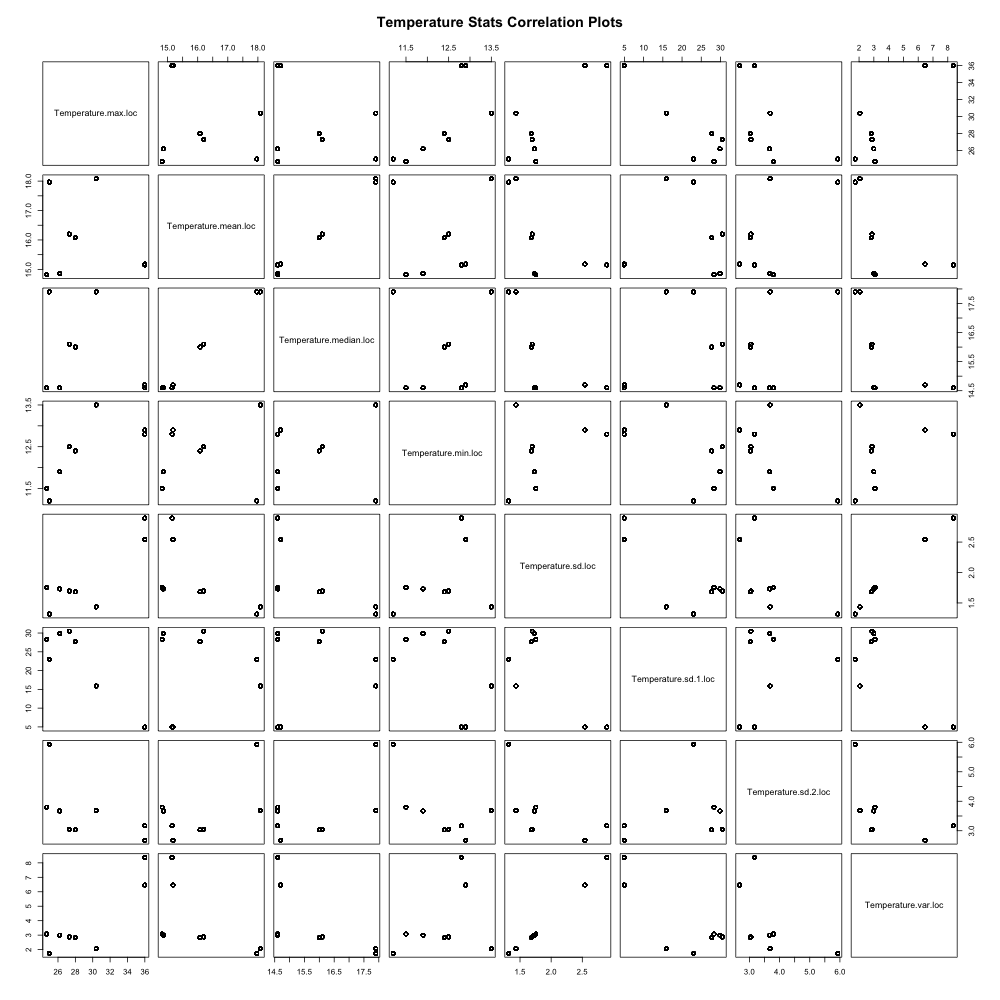 Temperature Stats Correlation Plots
15.0 16.0 17.0 18.0 11.5 12.5 13.5 5 15 20 25 30 2 3 4 5 6 7 8
Temperature.max.loc
26 28 30 32 34 36
15.0 16.0 17.0 18.0
Temperature.mean.loc
Temperature.median.loc
14.5 15.5 16.5 17.5
11.5 12.5 13.5
Temperature.min.loc
Temperature.sd.loc
1.5 2.0 2.5
5 10 15 20 25 30
Temperature.sd.1.loc
Temperature.sd.2.loc
3.0 4.0 5.0 6.0
2 3 4 5 6 7 8
Temperature.var.loc
26 28 30 32 34 36 14.5 15.5 16.5 17.5 1.5 2.0 2.5 3.0 4.0 5.0 6.0